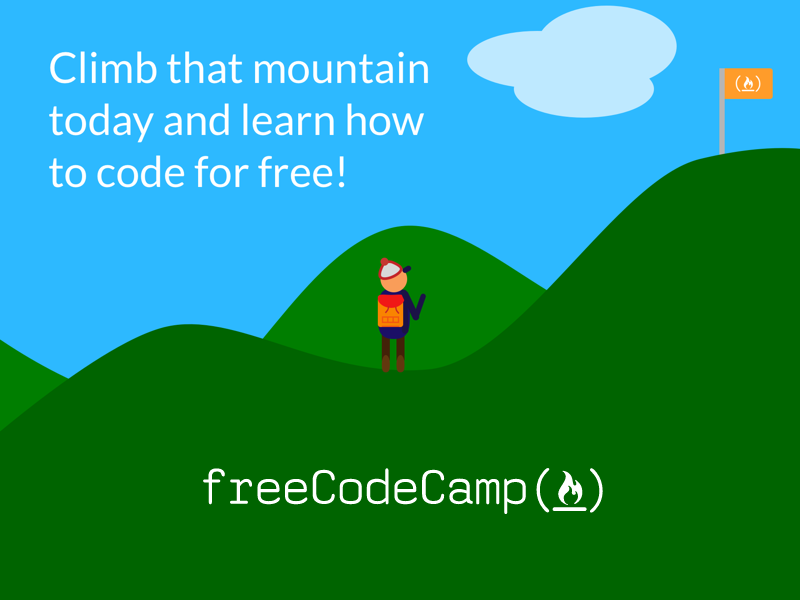 Climb that mountain
today and learn how
to code for free!
freeCodeCamp(🔥)